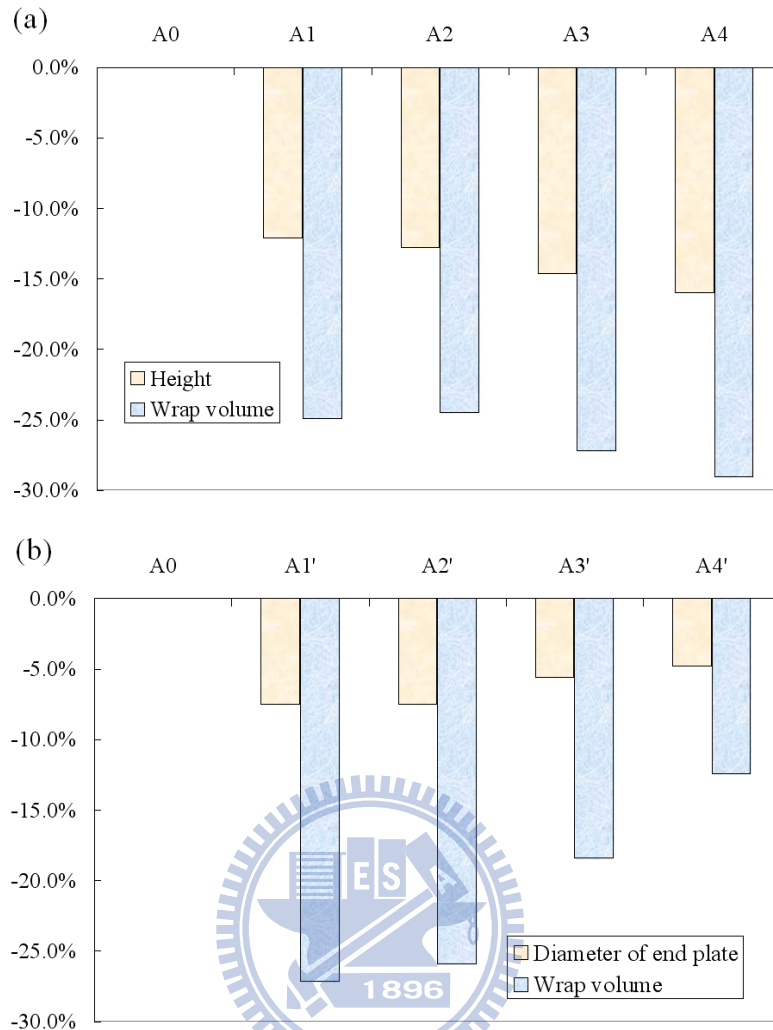 (a)
A0 A1 A2 A3 A4
0.0%
-5.0%
-10.0%
-15.0%
-20.0%
-25.0%
-30.0%
Height
Wrap volume
(b)
A0 A1' A2' A3' A4'
0.0%
-5.0%
-10.0%
-15.0%
-20.0%
-25.0%
-30.0%
ES
1896
Diameter of end plate
Wrap volume